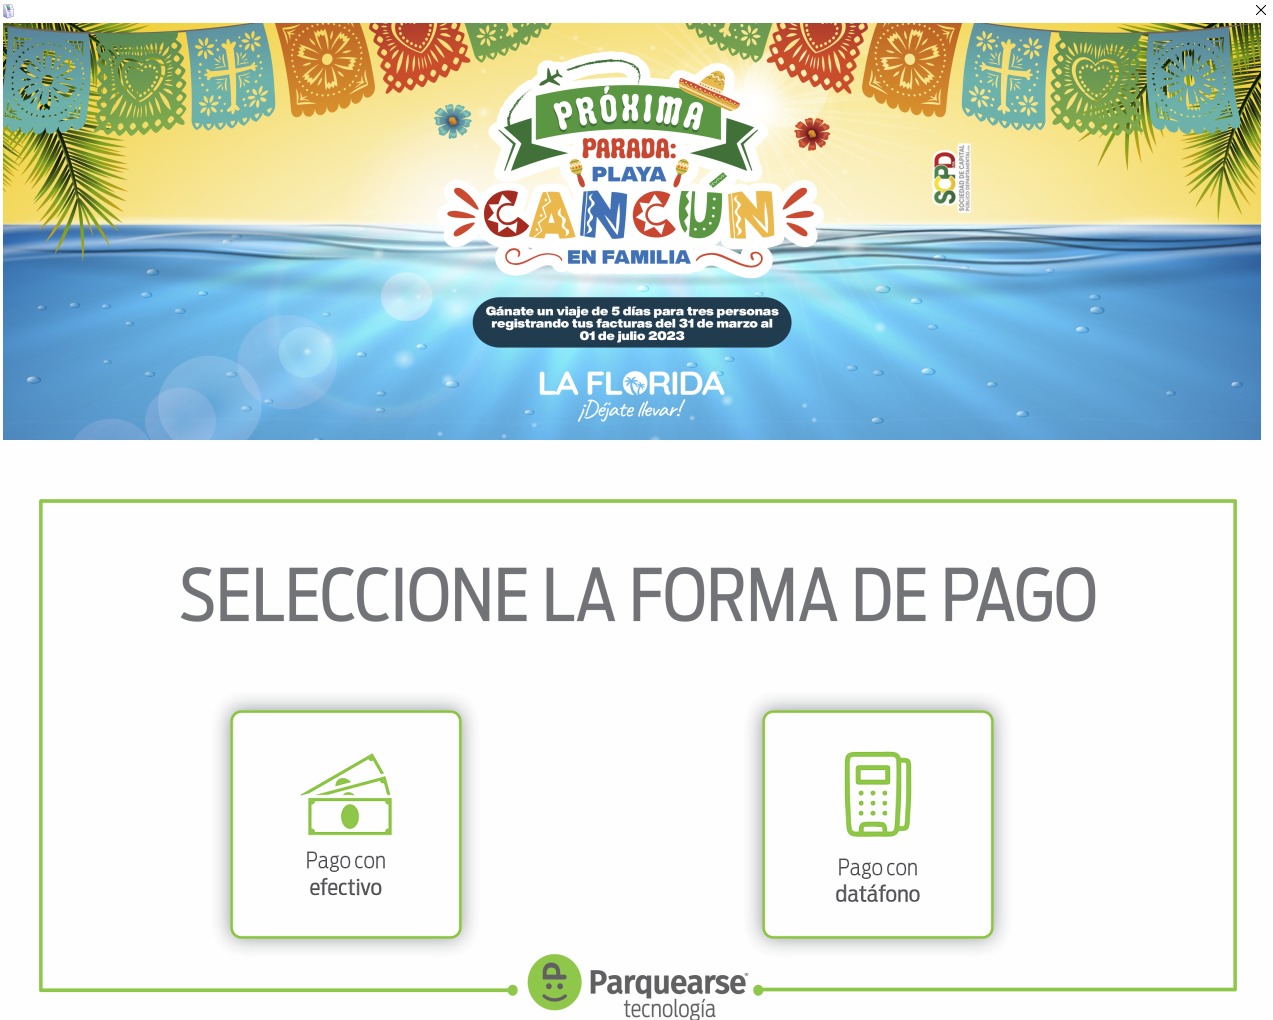 PRÓXIMA
PARADA:
PLAYA
CANCUN
EN FAMILIA
SCPD
SOCIEDAD DE CAPITAL
PÚBLICO DEPARTAMENTAL
Gánate un viaje de 5 días para tres personas
registrando tus facturas del 31 de marzo al
01 de julio 2023
LA FLORIDA
¡Déjate llevar!
SELECCIONE LA FORMA DE PAGO
Pago con
efectivo
Pago con
datáfono
Parquearse
tecnología